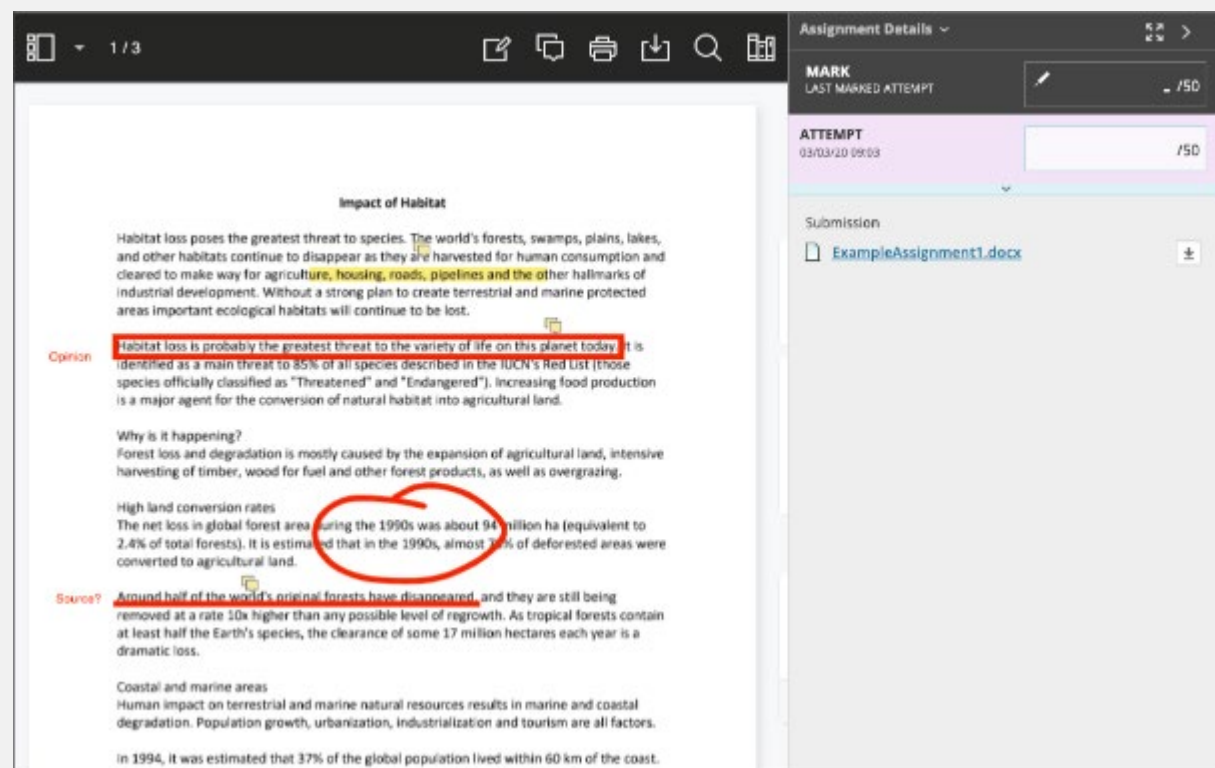 1 / 3
Assignment Details
MARK
LAST MARKED ATTEMPT
- /50
ATTEMPT
03/03/20 09:03
/50
Submission
ExampleAssignment1.docx
Impact of Habitat
Habitat loss poses the greatest threat to species. The world's forests, swamps, plains, lakes,
and other habitats continue to disappear as they are harvested for human consumption and
cleared to make way for agriculture, housing, roads, pipelines and the other hallmarks of
industrial development. Without a strong plan to create terrestrial and marine protected
areas important ecological habitats will continue to be lost.
Opinion
Habitat loss is probably the greatest threat to the variety of life on this planet today. It is
identified as a main threat to 85% of all species described in the IUCN's Red List (those
species officially classified as "Threatened" and "Endangered"). Increasing food production
is a major agent for the conversion of natural habitat into agricultural land.
Why is it happening?
Forest loss and degradation is mostly caused by the expansion of agricultural land, intensive
harvesting of timber, wood for fuel and other forest products, as well as overgrazing.
High land conversion rates
The net loss in global forest area during the 1990s was about 94 million ha (equivalent to
2.4% of total forests). It is estimated that in the 1990s, almost of deforested areas were
converted to agricultural land.
Source?
Around half of the world's original forests have disappeared, and they are still being
removed at a rate 10x higher than any possible level of regrowth. As tropical forests contain
at least half the Earth's species, the clearance of some 17 million hectares each year is a
dramatic loss.
Coastal and marine areas
Human impact on terrestrial and marine natural resources results in marine and coastal
degradation. Population growth, urbanization, industrialization and tourism are all factors.
In 1994, it was estimated that 37% of the global population lived within 60 km of the coast.